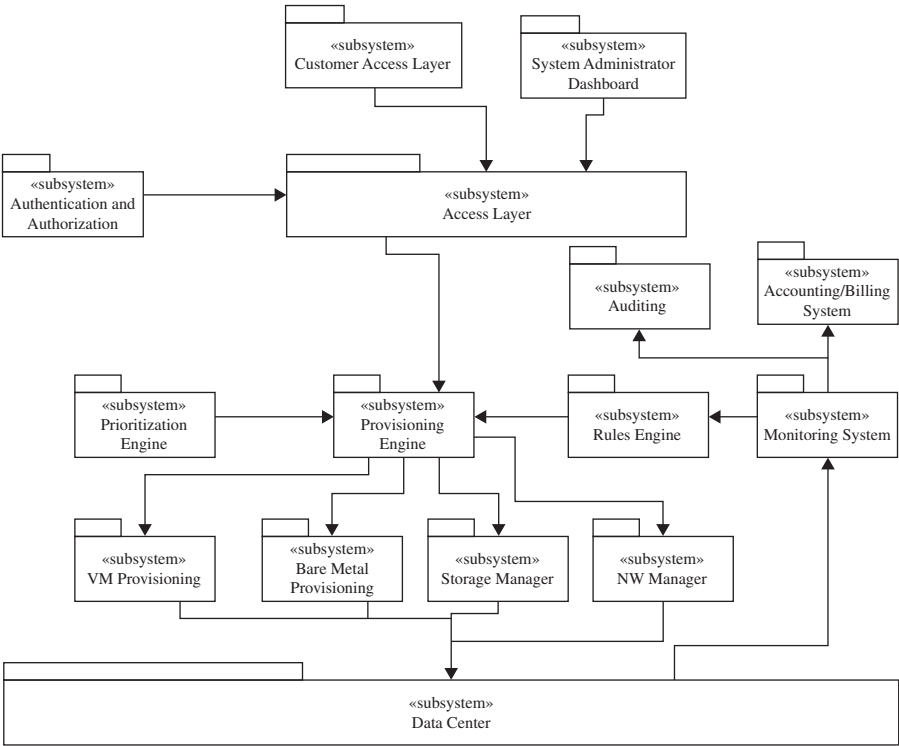 «subsystem»
Customer Access Layer
«subsystem»
System Administrator
Dashboard
«subsystem»
Authentication and
Authorization
«subsystem»
Access Layer
«subsystem»
Auditing
«subsystem»
Accounting/Billing
System
«subsystem»
Prioritization
Engine
«subsystem»
Provisioning
Engine
«subsystem»
Rules Engine
«subsystem»
Monitoring System
«subsystem»
VM Provisioning
«subsystem»
Bare Metal
Provisioning
«subsystem»
Storage Manager
«subsystem»
NW Manager
«subsystem»
Data Center